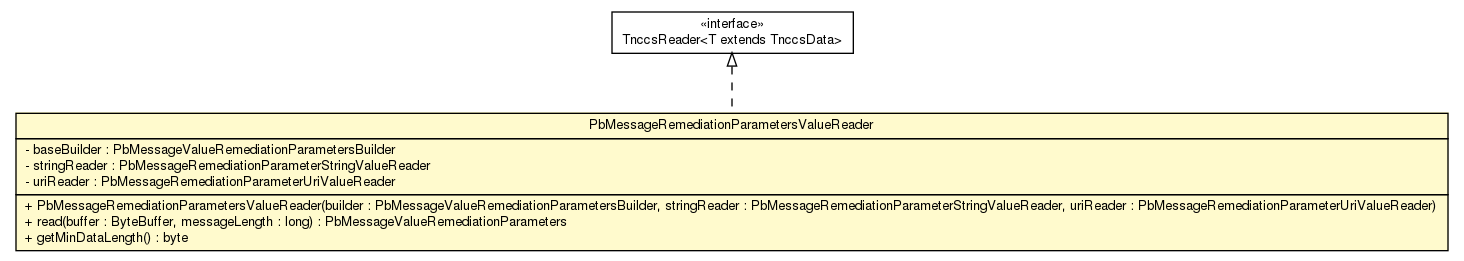 «interface»
TnccsReader<T extends TnccsData>
PbMessageRemediationParametersValueReader
- baseBuilder : PbMessageValueRemediationParametersBuilder
- stringReader : PbMessageRemediationParameterStringValueReader
- uriReader : PbMessageRemediationParameterUriValueReader
+ PbMessageRemediationParametersValueReader(builder : PbMessageValueRemediationParametersBuilder, stringReader : PbMessageRemediationParameterStringValueReader, uriReader : PbMessageRemediationParameterUriValueReader)
+ read(buffer : ByteBuffer, messageLength : long) : PbMessageValueRemediationParameters
+ getMinDataLength() : byte